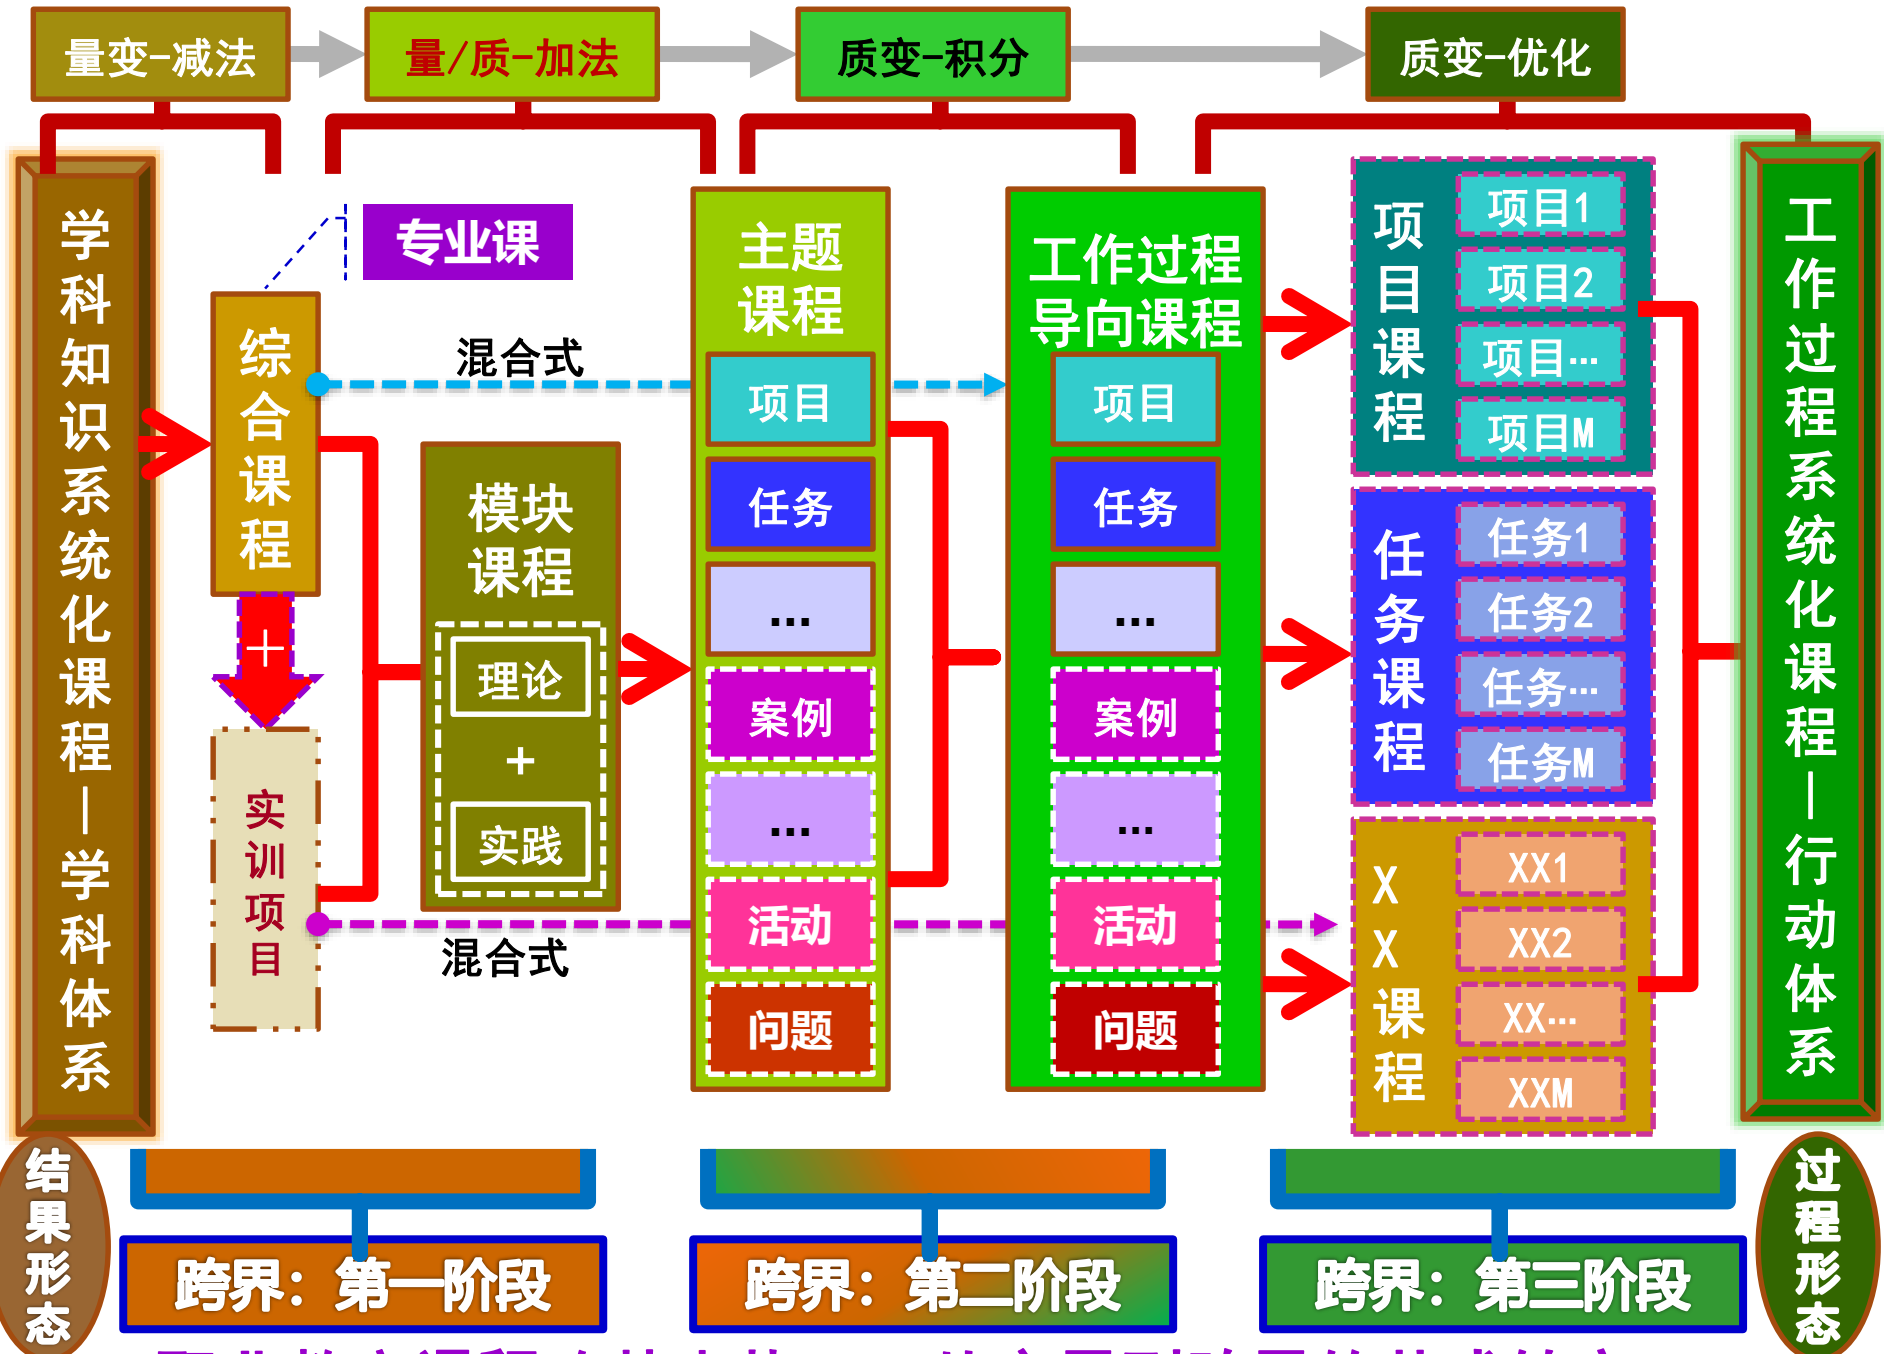 量变-减法
量/质-加法
质变-积分
质变-优化
学科知识系统化课程—学科体系
专业课
综合课程
+
实训项目
混合式
混合式
模块
课程
理论
+
实践
主题
课程
项目
任务
...
案例
...
活动
问题
工作过程
导向课程
项目
任务
...
案例
...
活动
问题
项目课程
项目1
项目2
项目…
项目M
任务课程
任务1
任务2
任务…
任务M
XX课程
XX1
XX2
XX…
XXM
工作过程系统化课程—行动体系
结果形态
跨界：第一阶段
跨界：第二阶段
跨界：第三阶段
过程形态